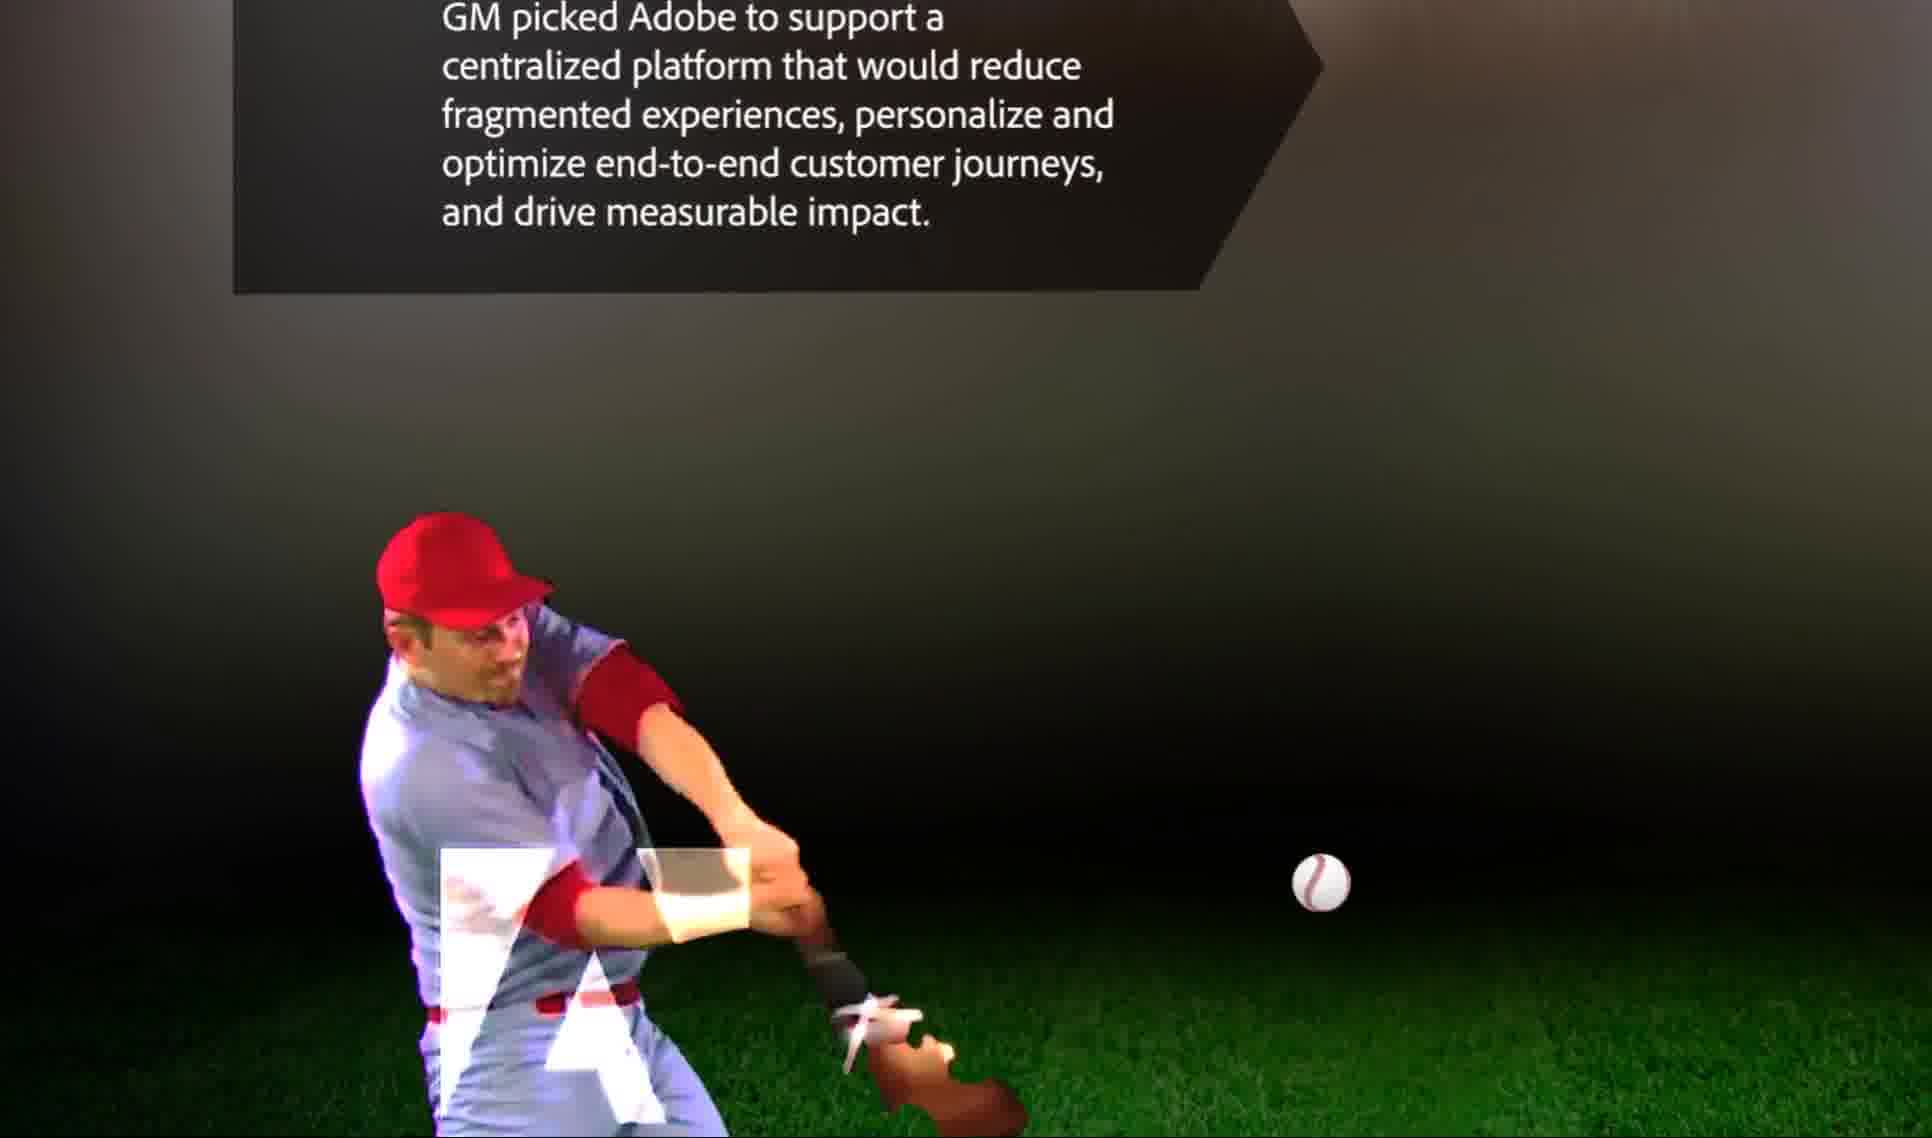 GM picked Adobe to support a
centralized platform that would reduce
fragmented experiences, personalize and
optimize end-to-end customer journeys,
and drive measurable impact.